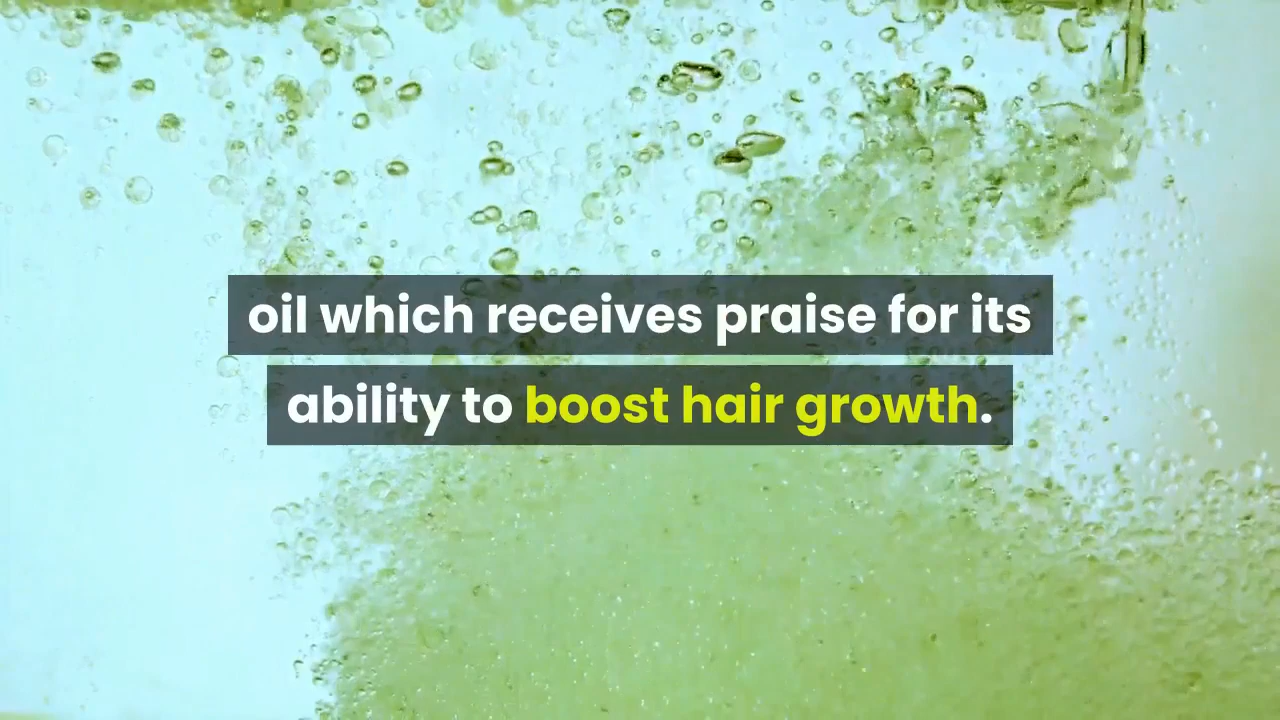 oil which receives praise for its
ability to boost hair growth.